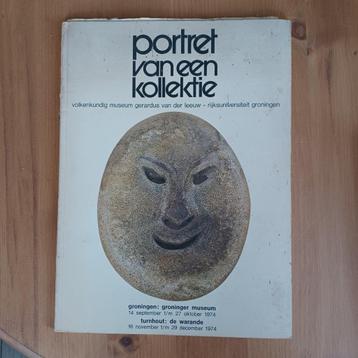 portret
van een
kollektie
volkenkundig museum gerardus van der leeuw - rijksuniversiteit groningen
groningen: groninger museum
14 september t/m 27 oktober 1974
turnhout: de warande
16 november t/m 29 december 1974